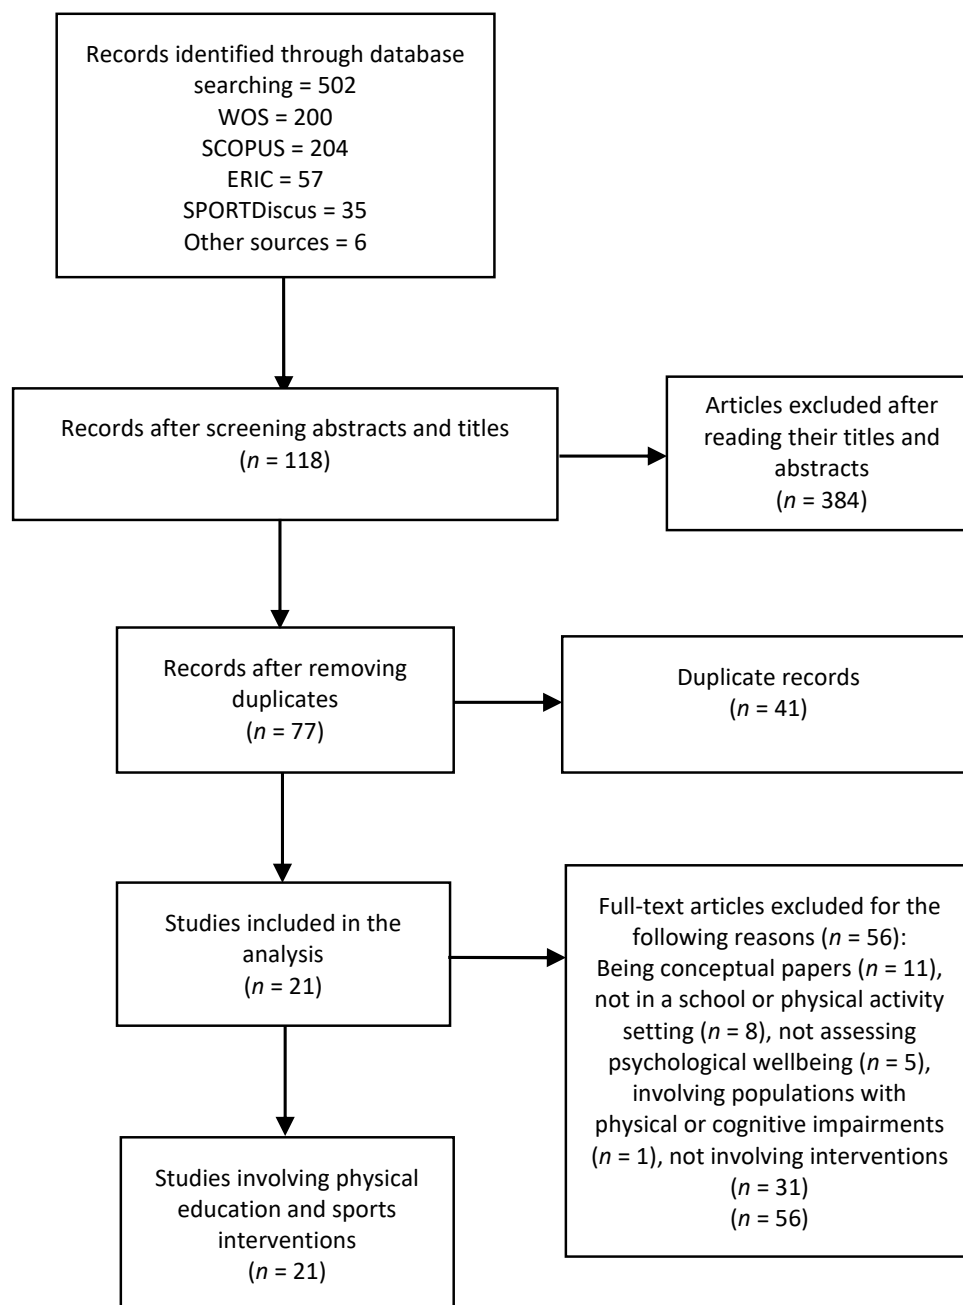 Records identified through database
searching = 502
WOS = 200
SCOPUS = 204
ERIC = 57
SPORTDiscus = 35
Other sources = 6
Records after screening abstracts and titles
(n = 118)
Articles excluded after
reading their titles and
abstracts
(n = 384)
Records after removing
duplicates
(n = 77)
Duplicate records
(n = 41)
Studies included in the
analysis
(n = 21)
Full-text articles excluded for the
following reasons (n = 56):
Being conceptual papers (n = 11),
not in a school or physical activity
setting (n = 8), not assessing
psychological wellbeing (n = 5),
involving populations with
physical or cognitive impairments
(n = 1), not involving interventions
(n = 31)
(n = 56)
Studies involving physical
education and sports
interventions
(n = 21)